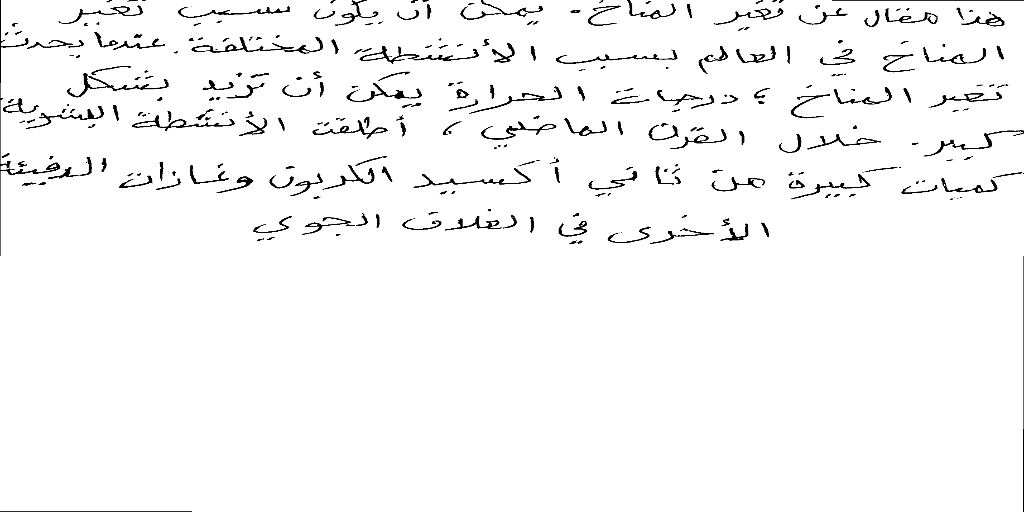 هذا مقال عن تغير المناخ. يمكن أن يكون سبب تغير
المناخ في العالم بسبب الأنشطة المختلفة. عندما يحدث
تغير المناخ ؛ درجات الحرارة يمكن أن تزيد بشكل
كبير. خلال القرن الماضي ، أطلقت الأنشطة البشرية
كميات كبيرة من ثاني أكسيد الكربون وغازات الدفيئة
الأخرى في الغلاف الجوي